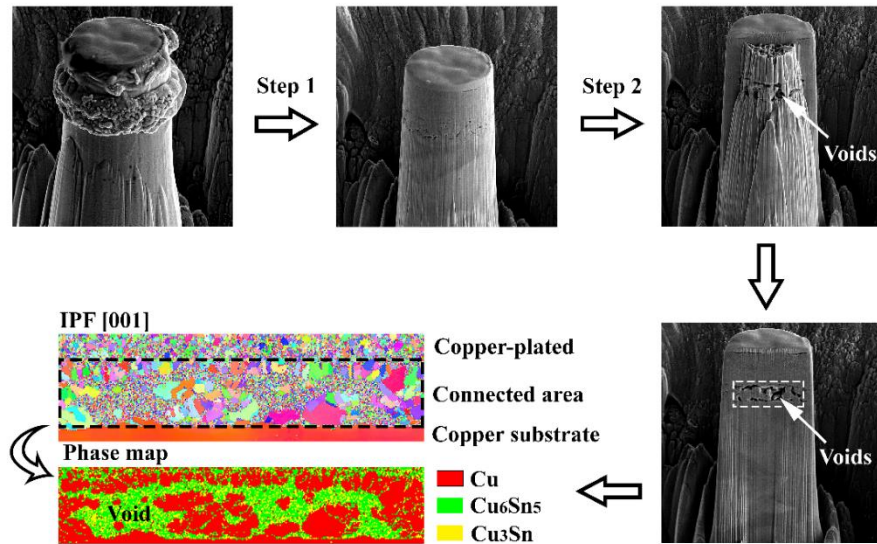 Step 1
Step 2
Voids
IPF [001]
Copper-plated
Connected area
Copper substrate
Phase map
Void
Cu
Cu₆Sn₅
Cu₃Sn
Voids